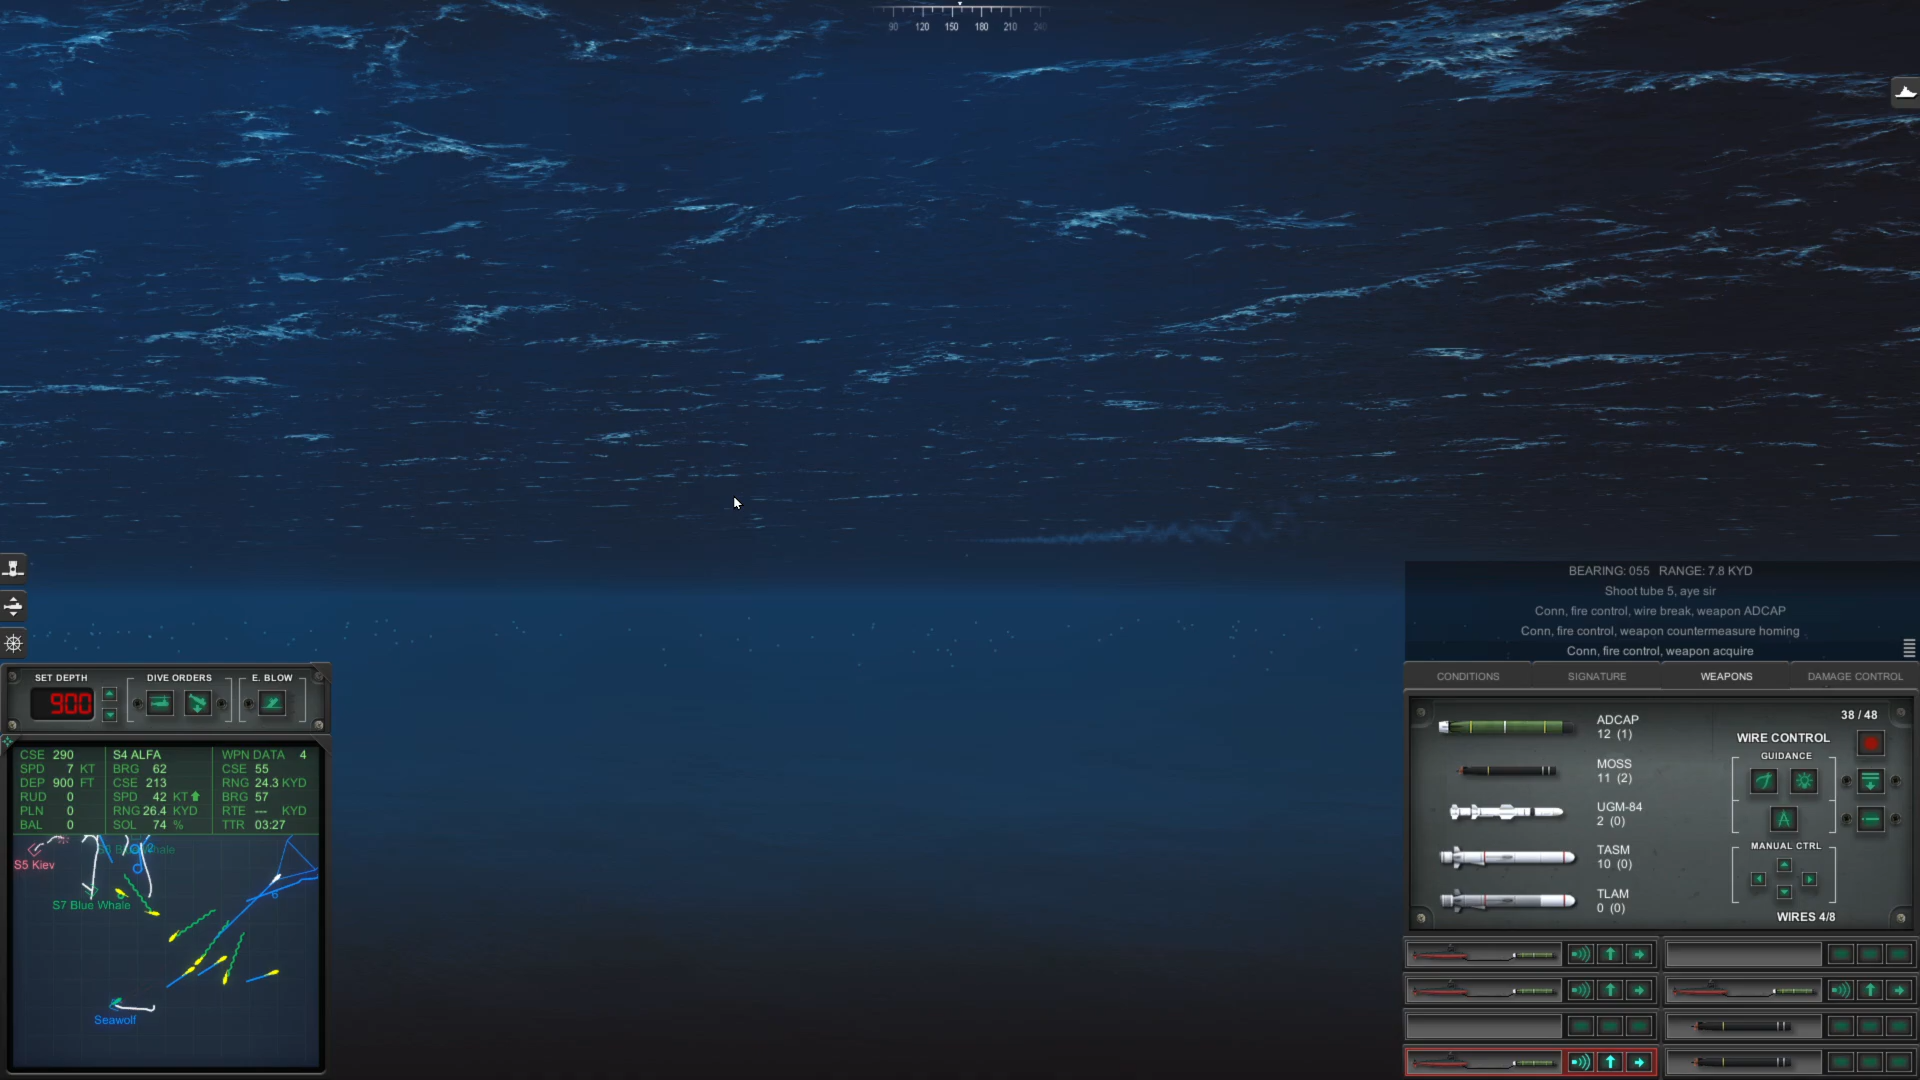 90 120 150 180 210 240
BEARING: 055 RANGE: 7.8 KYD
Shoot tube 5, aye sir
Conn, fire control, wire break, weapon ADCAP
Conn, fire control, weapon countermeasure homing
Conn, fire control, weapon acquire
SET DEPTH
900
DIVE ORDERS
E. BLOW
CSE 290
SPD 7 KT
DEP 900 FT
RUD 0
PLN 0
BAL 0
S4 ALFA
BRG 62
CSE 213
SPD 42 KT
RNG 26.4 KYD
SOL 74 %
WPN DATA 4
CSE 55
RNG 24.3 KYD
BRG 57
RTE --- KYD
TTR 03:27
S5 Kiev
S7 Blue Whale
6
Seawolf
CONDITIONS
SIGNATURE
WEAPONS
DAMAGE CONTROL
ADCAP
12 (1)
MOSS
11 (2)
UGM-84
2 (0)
TASM
10 (0)
TLAM
0 (0)
38 / 48
WIRE CONTROL
GUIDANCE
MANUAL CTRL
WIRES 4/8